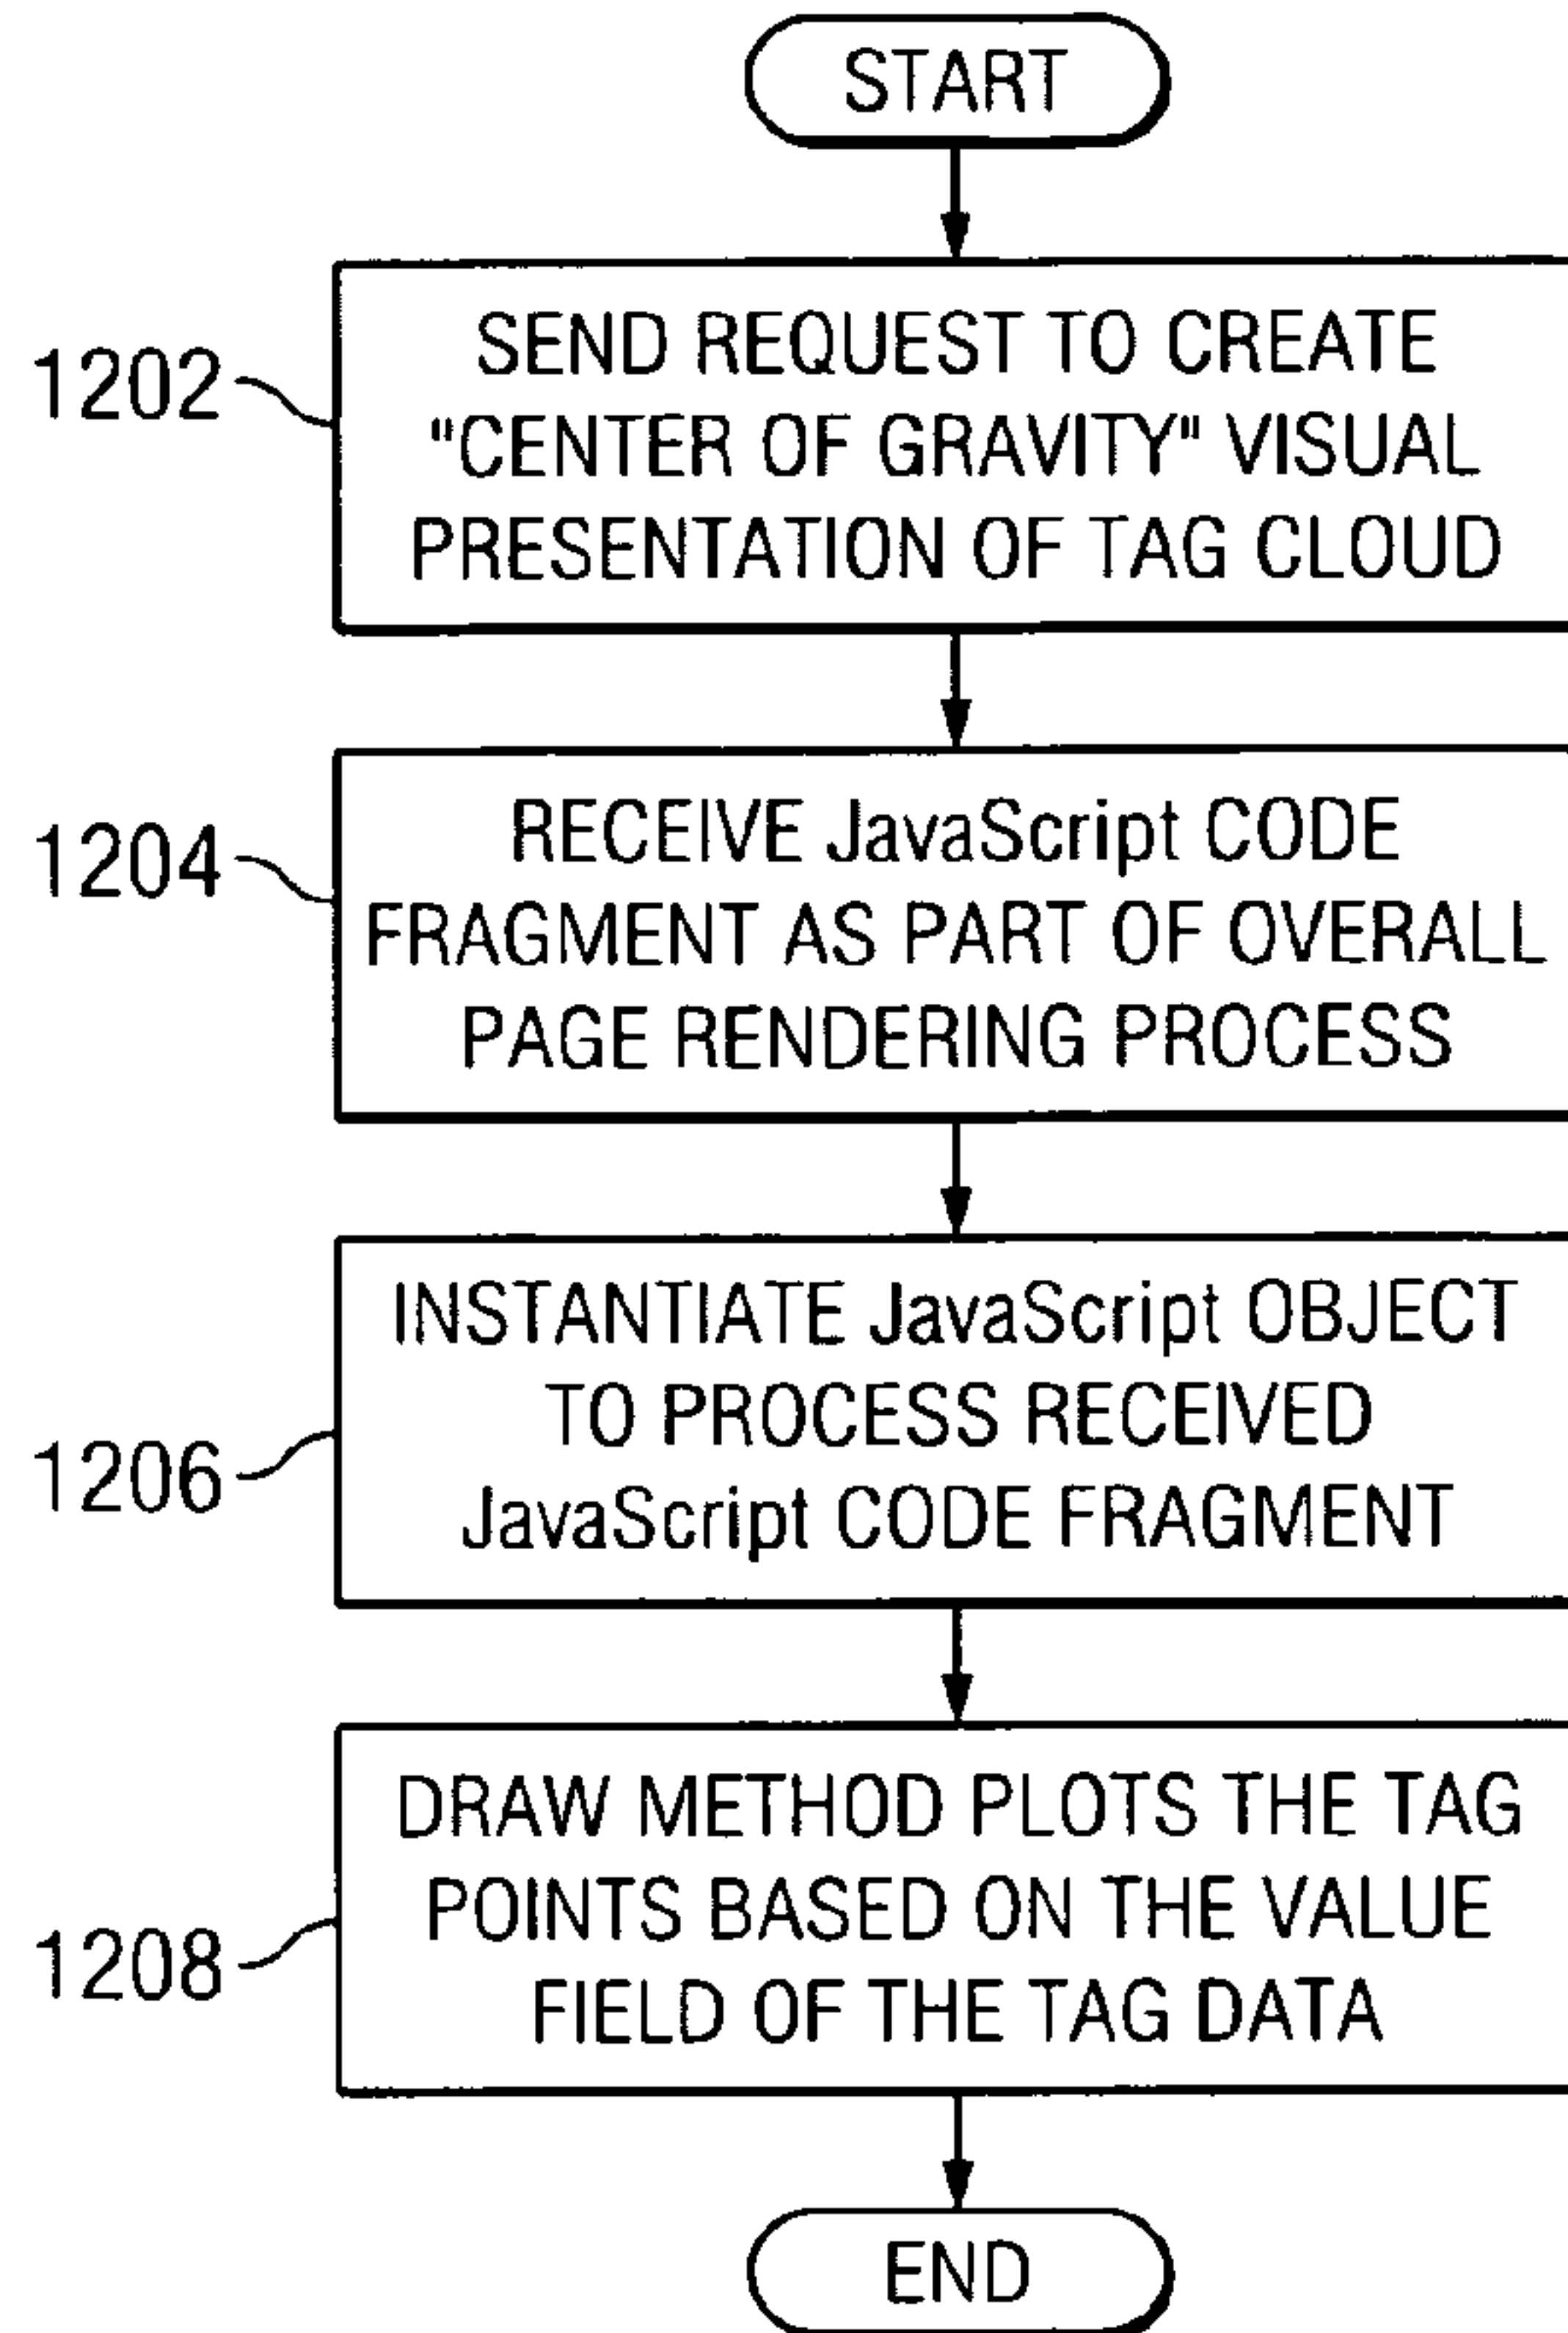 START
1202
SEND REQUEST TO CREATE
"CENTER OF GRAVITY" VISUAL
PRESENTATION OF TAG CLOUD
1204
RECEIVE JavaScript CODE
FRAGMENT AS PART OF OVERALL
PAGE RENDERING PROCESS
1206
INSTANTIATE JavaScript OBJECT
TO PROCESS RECEIVED
JavaScript CODE FRAGMENT
1208
DRAW METHOD PLOTS THE TAG
POINTS BASED ON THE VALUE
FIELD OF THE TAG DATA
END